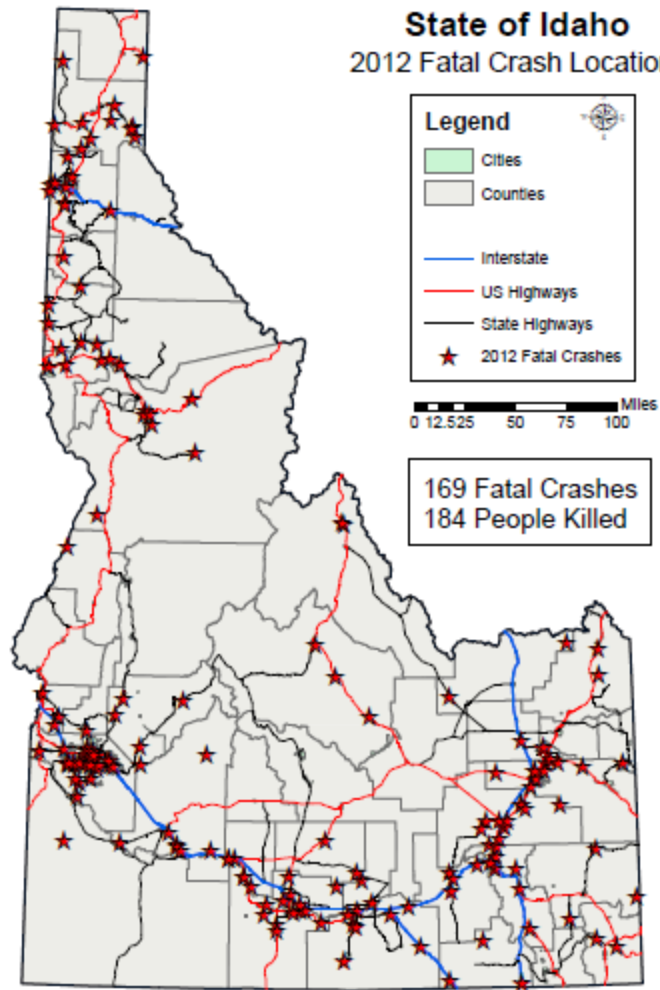 State of Idaho
2012 Fatal Crash Location
Legend
Cities
Counties
Interstate
US Highways
State Highways
2012 Fatal Crashes
Miles
0 12.525 50 75 100
169 Fatal Crashes
184 People Killed